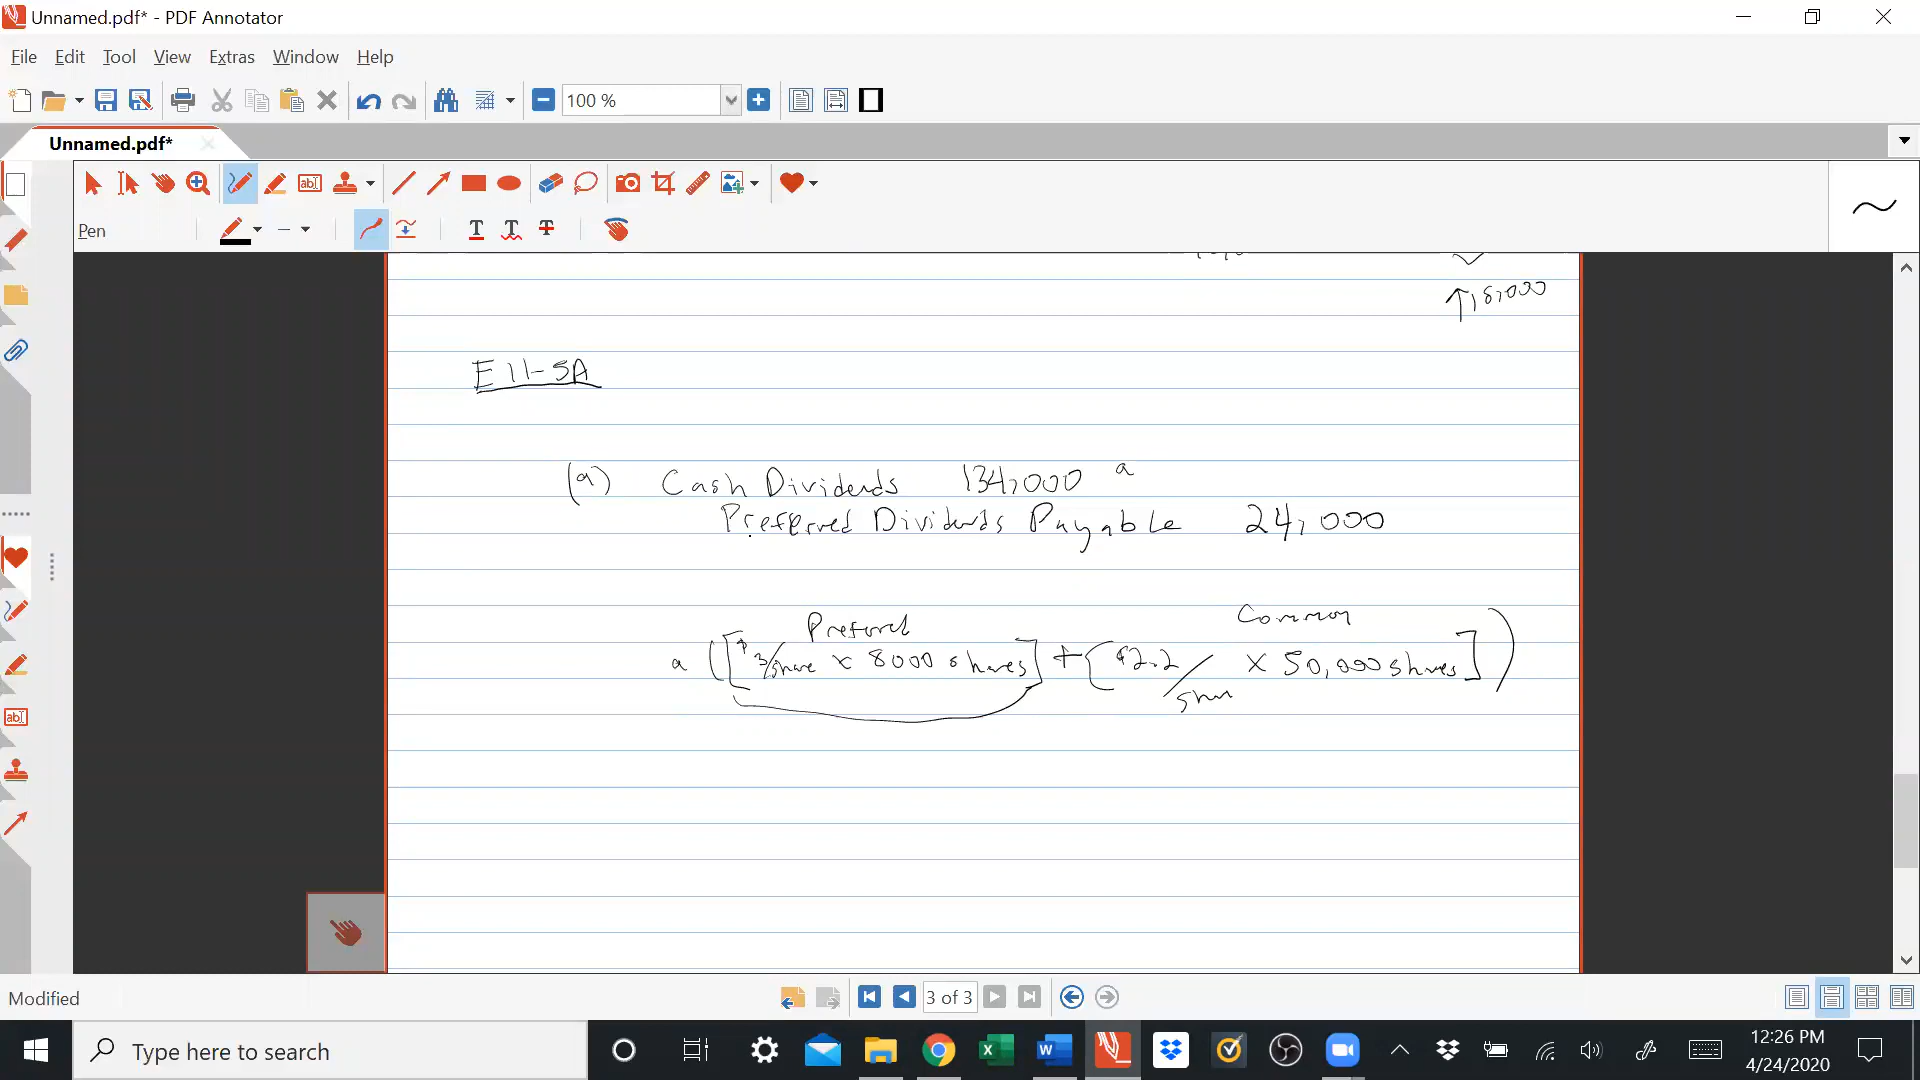 Unnamed.pdf* - PDF Annotator
File Edit Tool View Extras Window Help
100 %
Unnamed.pdf*
Pen
↑18,000
E 11-5A
(a) Cash Dividends 134,000 a
Preferred Dividends Payable 24,000
Preferred Common
a ([$3/share x 8000 shares] + [$2.2/ x 50,000 shares])
Modified
3 of 3
Type here to search
12:26 PM
4/24/2020